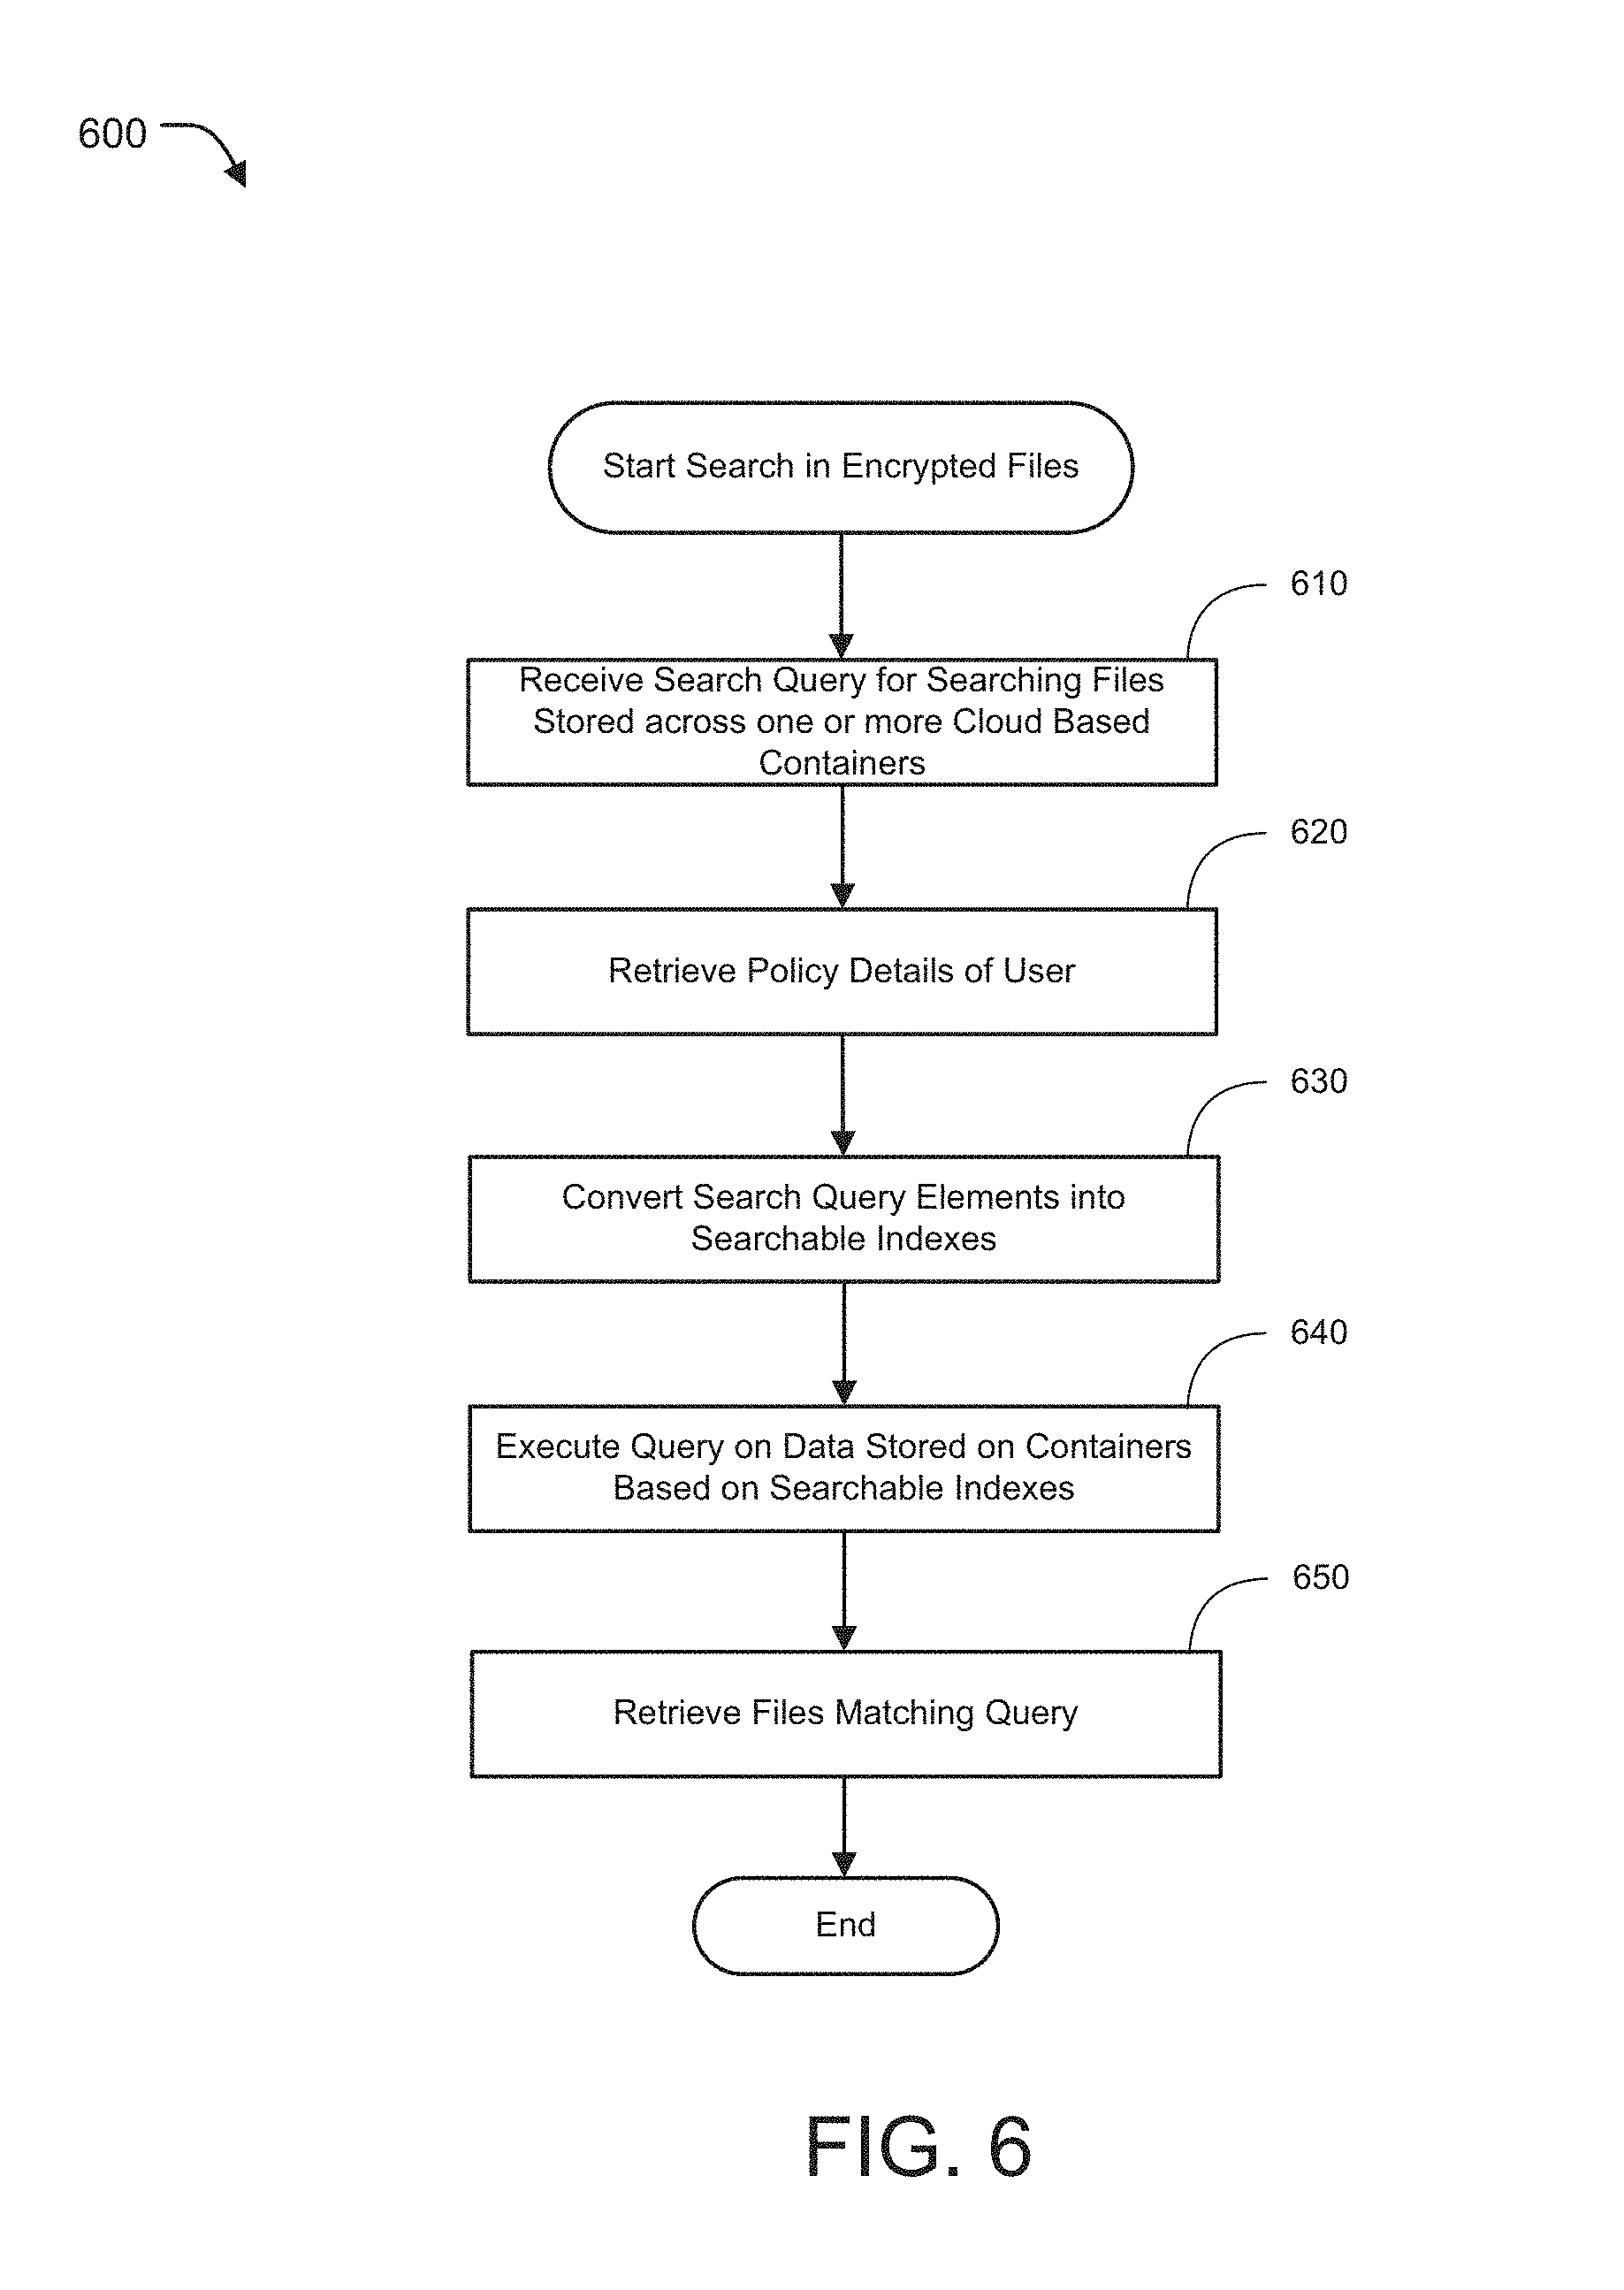 600
Start Search in Encrypted Files
610
Receive Search Query for Searching Files
Stored across one or more Cloud Based
Containers
620
Retrieve Policy Details of User
630
Convert Search Query Elements into
Searchable Indexes
640
Execute Query on Data Stored on Containers
Based on Searchable Indexes
650
Retrieve Files Matching Query
End
FIG. 6